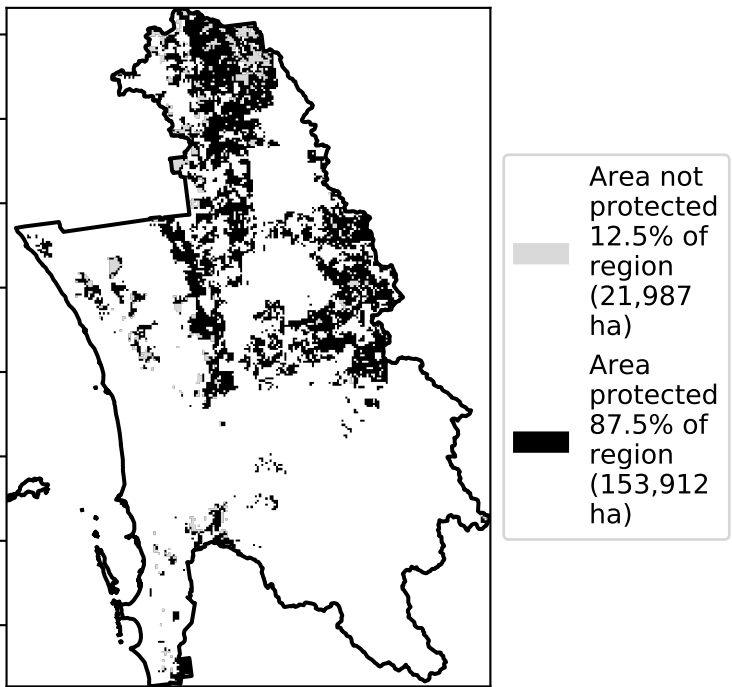 Area not
protected
12.5% of
region
(21,987
ha)
Area
protected
87.5% of
region
(153,912
ha)